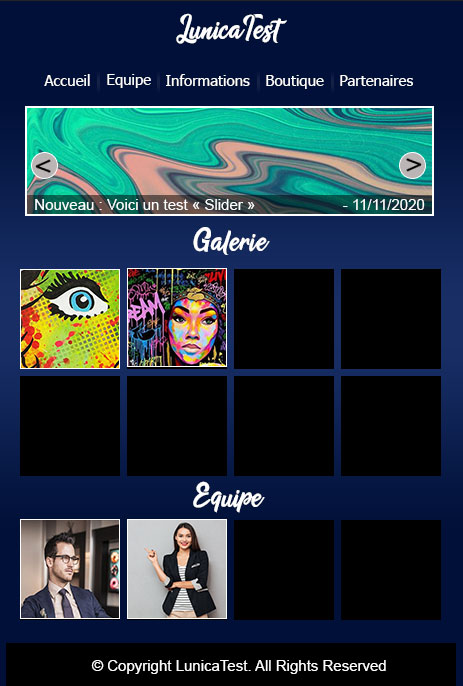 LunicaTest
Accueil Equipe Informations Boutique Partenaires
< >
Nouveau : Voici un test « Slider » - 11/11/2020
Galerie
EAM
Equipe
© Copyright LunicaTest. All Rights Reserved